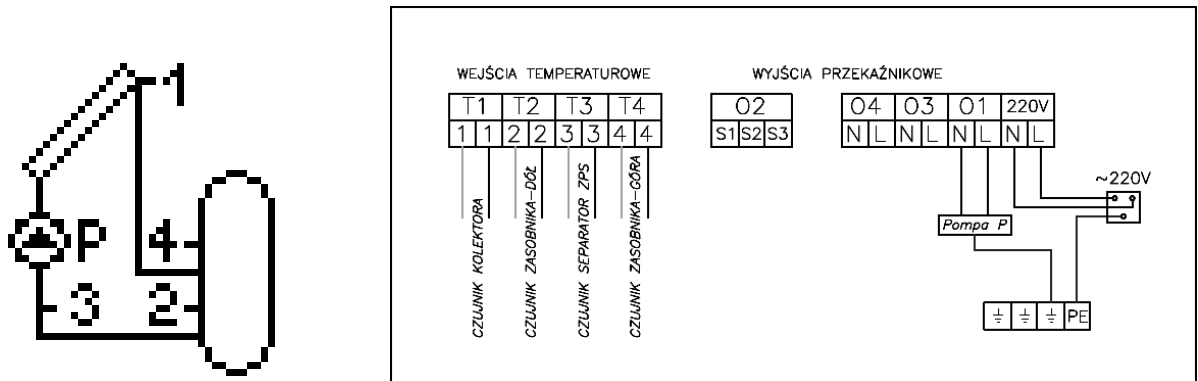 1
P
4
3
2
WEJŚCIA TEMPERATUROWE
WYJŚCIA PRZEKAŹNIKOWE
T1 T2 T3 T4
1 1 2 2 3 3 4 4
O2
S1 S2 S3
O4 O3 O1 220V
N L N L N L N L
CZUJNIK KOLEKTORA
CZUJNIK ZASOBNIKA-DÓŁ
CZUJNIK SEPARATOR ZPS
CZUJNIK ZASOBNIKA-GÓRA
~220V
Pompa P
PE